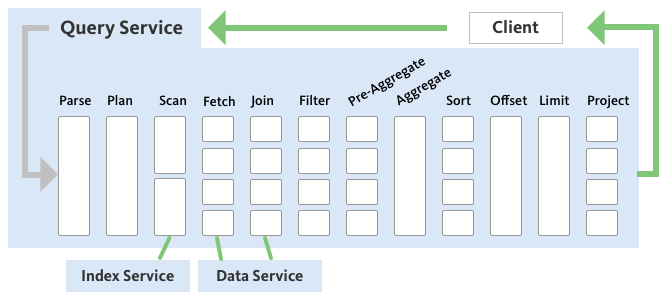 Query Service
Client
Parse
Plan
Scan
Fetch
Join
Filter
Pre-Aggregate
Aggregate
Sort
Offset
Limit
Project
Index Service
Data Service